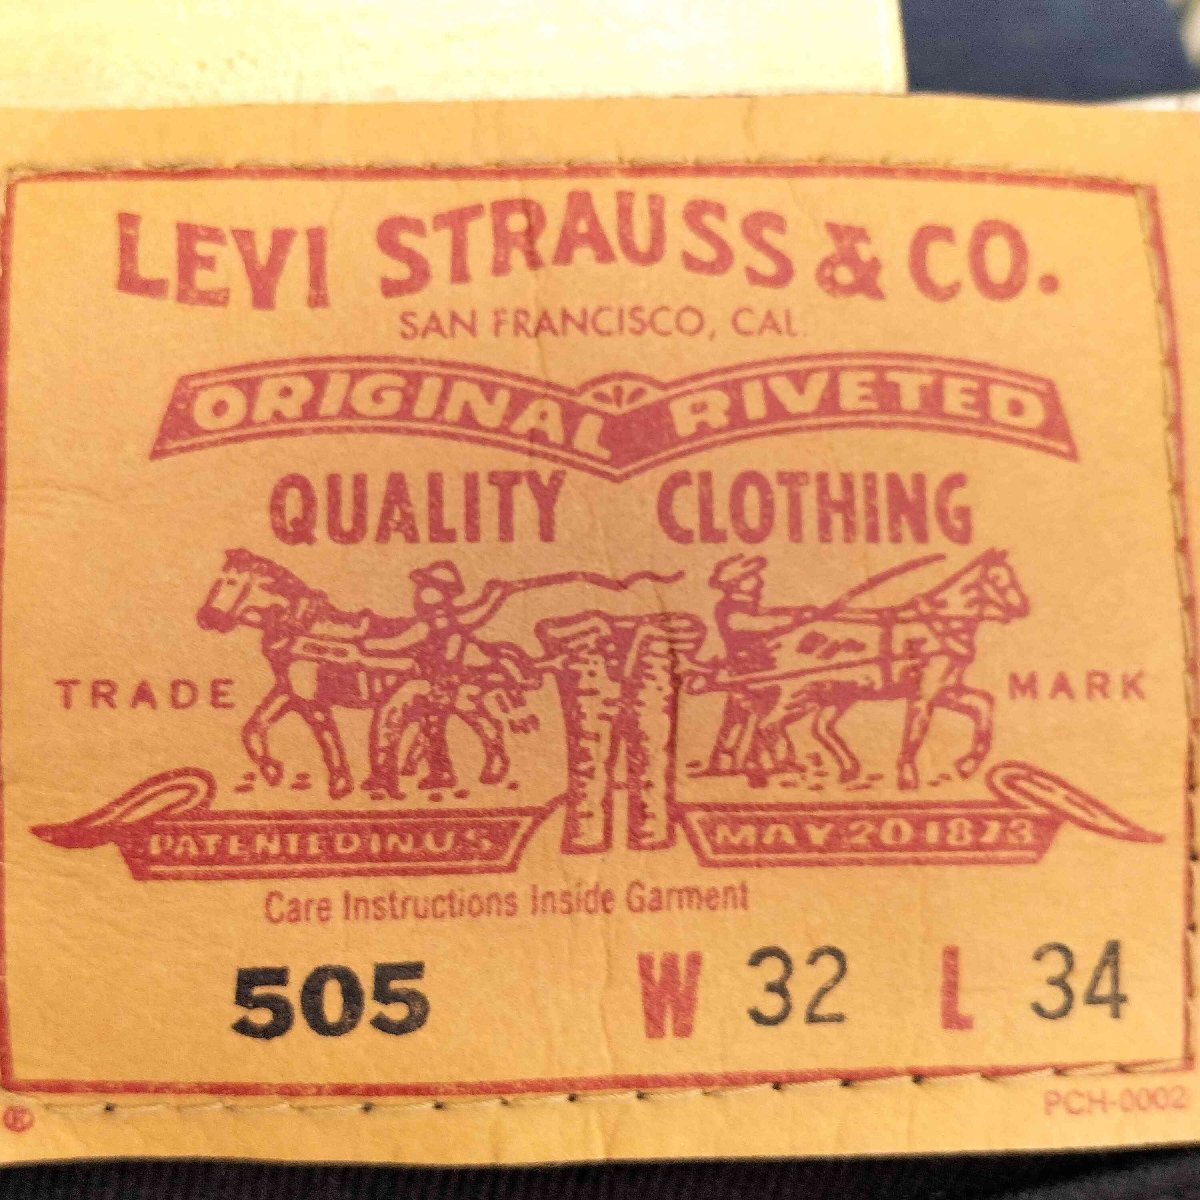 LEVI STRAUSS & CO.
SAN FRANCISCO, CAL.
ORIGINAL RIVETED
QUALITY CLOTHING
TRADE MARK
PATENTED IN U.S. MAY 20 1873
Care Instructions Inside Garment
505 W 32 L 34
® PCH-0002